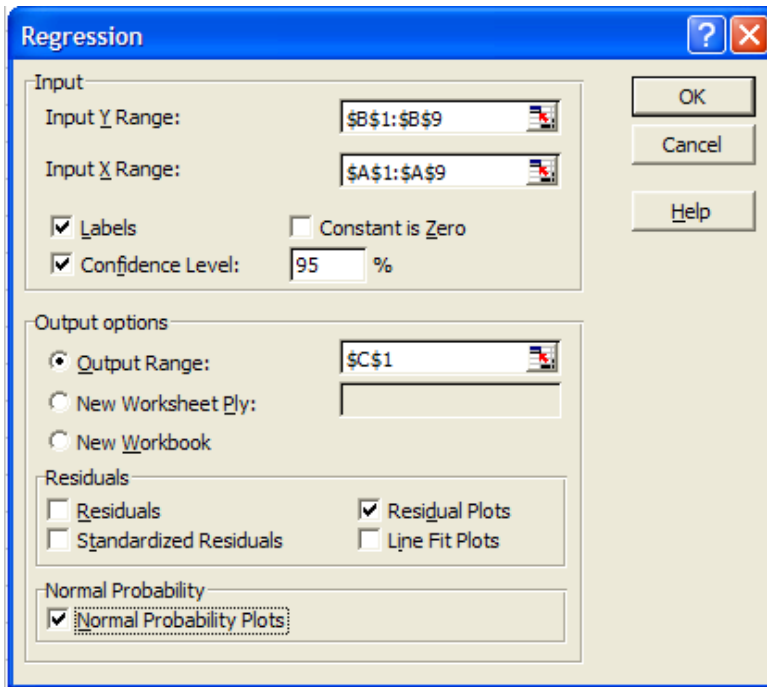 Regression
Input
Input Y Range: $B$1:$B$9
Input X Range: $A$1:$A$9
Labels Constant is Zero
Confidence Level: 95 %
OK
Cancel
Help
Output options
Output Range: $C$1
New Worksheet Ply:
New Workbook
Residuals
Residuals Residual Plots
Standardized Residuals Line Fit Plots
Normal Probability
Normal Probability Plots